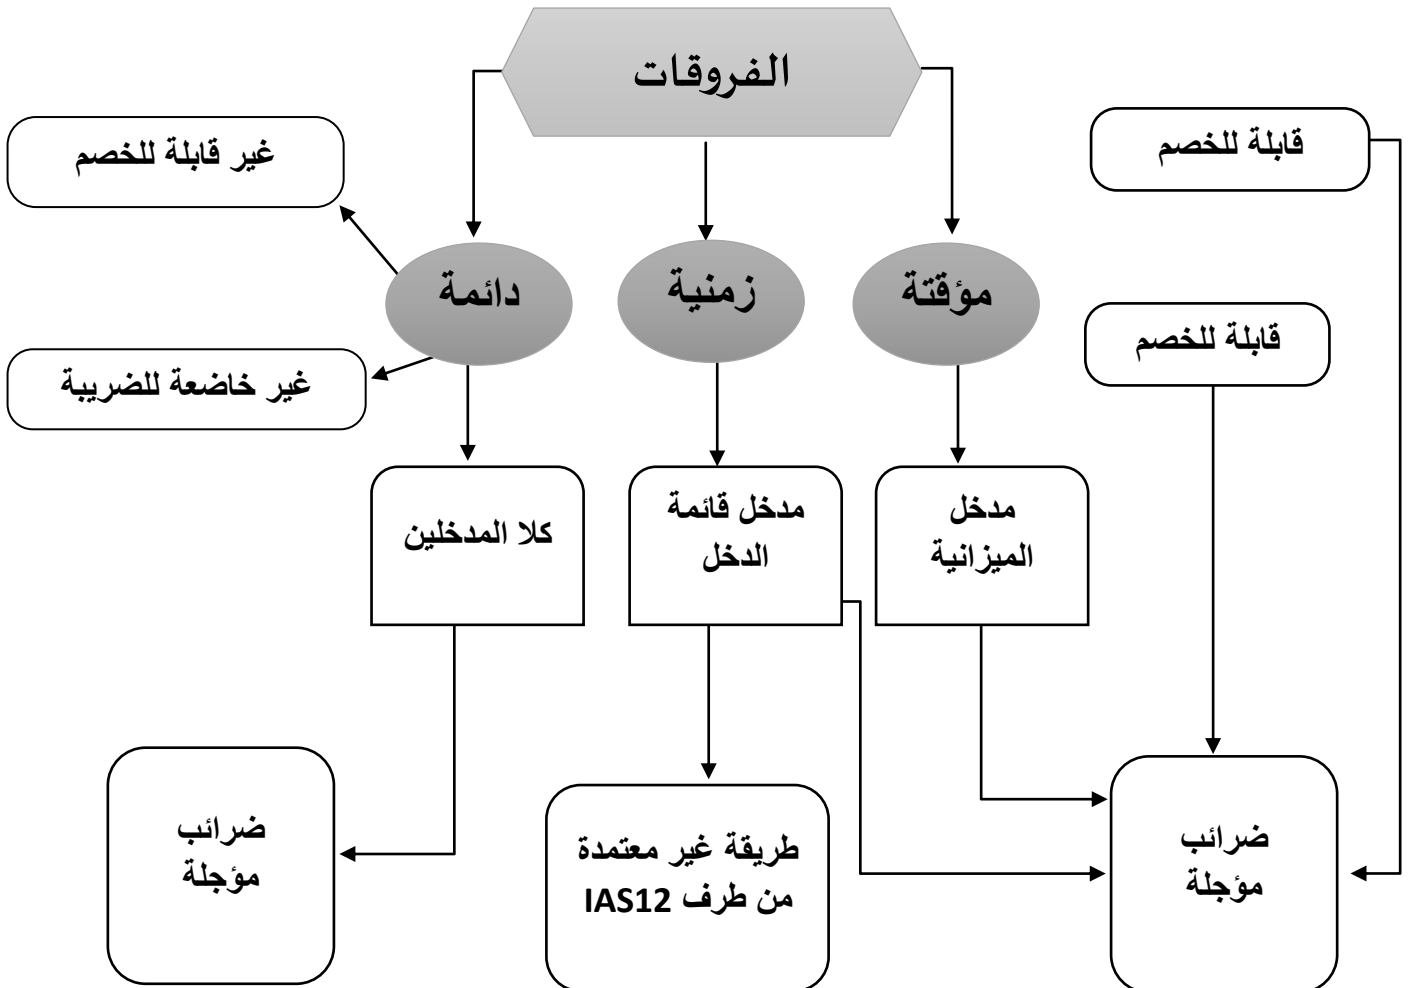 الفروقات
قابلة للخصم
غير قابلة للخصم
مؤقتة
زمنية
دائمة
قابلة للخصم
غير خاضعة للضريبة
مدخل
الميزانية
مدخل قائمة
الدخل
كلا المدخلين
ضرائب
مؤجلة
طريقة غير معتمدة
من طرف IAS12
ضرائب
مؤجلة